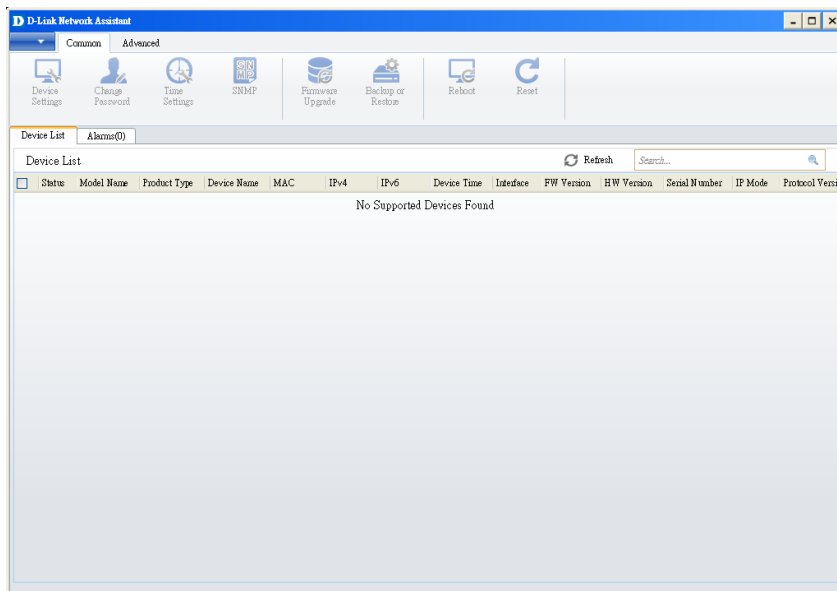 D-Link Network Assistant
Common Advanced
Device Settings Change Password Time Settings SNMP Firmware Upgrade Backup or Restore Reboot Reset
Device List Alarms(0)
Device List Refresh Search...
Status Model Name Product Type Device Name MAC IPv4 IPv6 Device Time Interface FW Version HW Version Serial Number IP Mode Protocol Versi
No Supported Devices Found